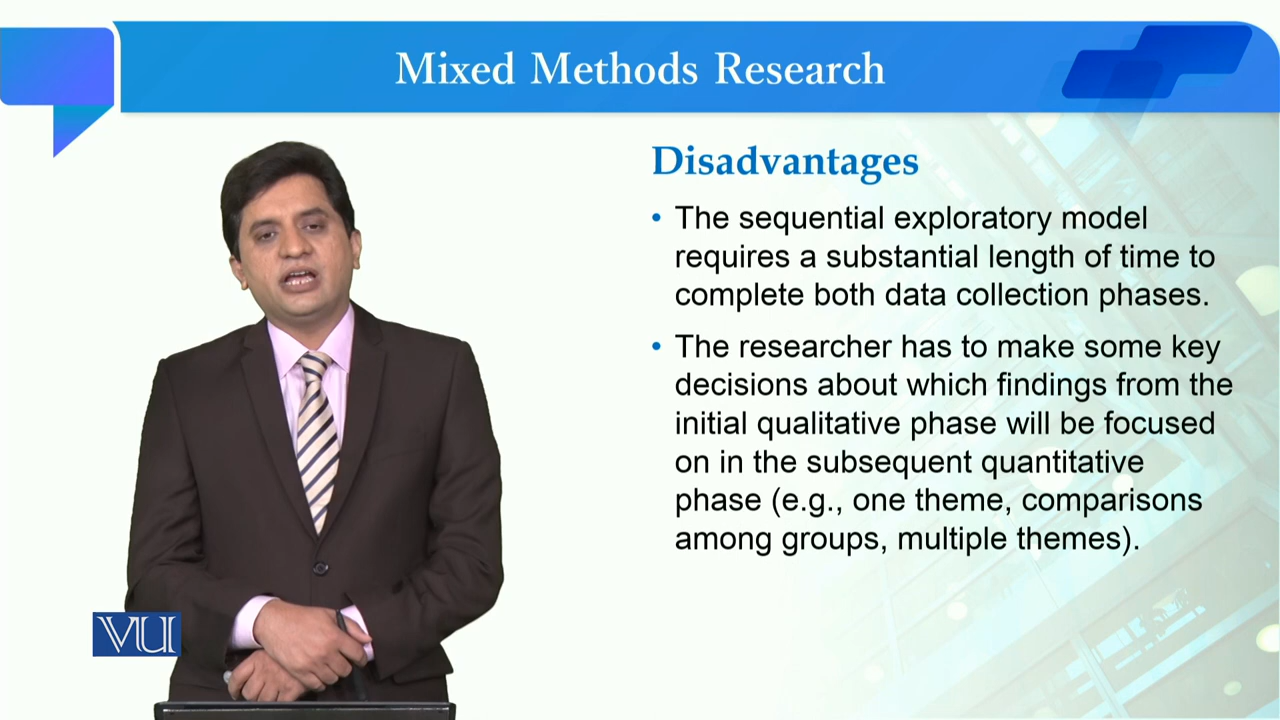 Mixed Methods Research
Disadvantages
• The sequential exploratory model
requires a substantial length of time to
complete both data collection phases.
• The researcher has to make some key
decisions about which findings from the
initial qualitative phase will be focused
on in the subsequent quantitative
phase (e.g., one theme, comparisons
among groups, multiple themes).
VU